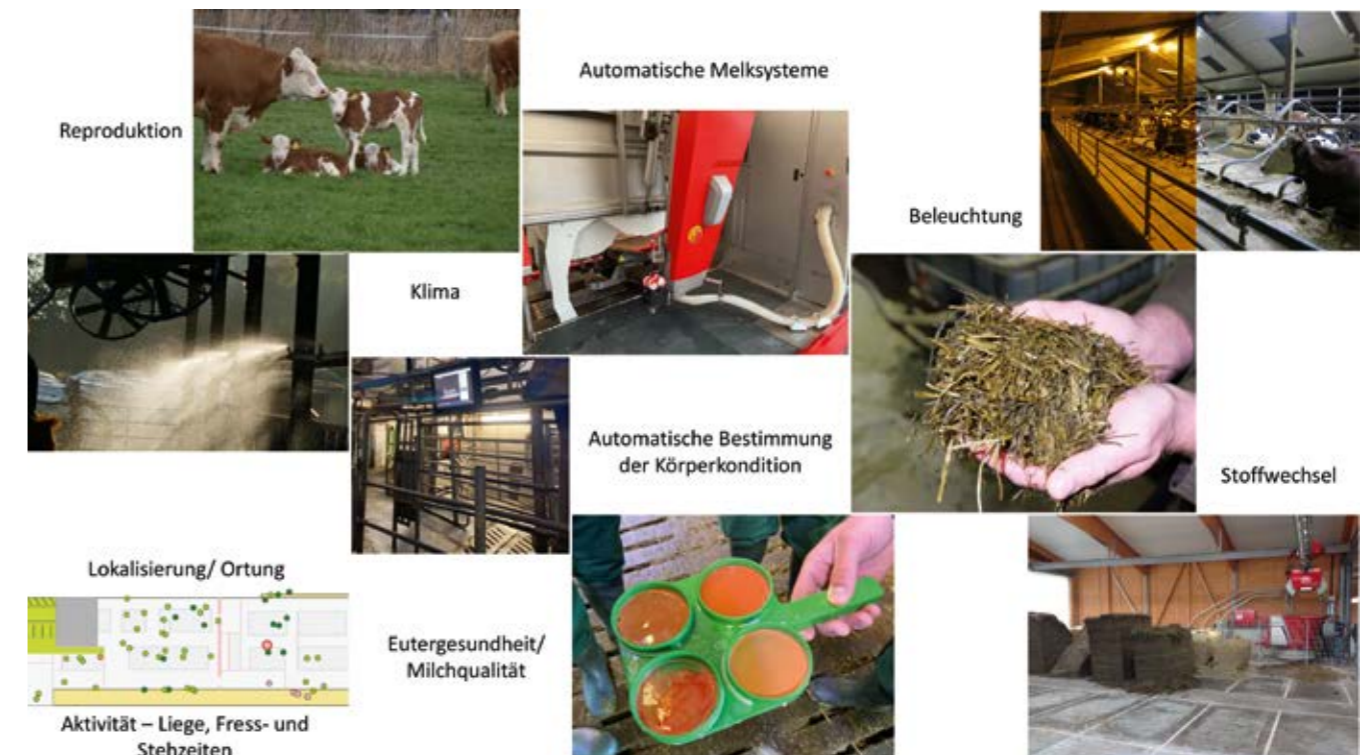 Automatische Melksysteme
Reproduktion
Beleuchtung
Klima
Automatische Bestimmung
der Körperkondition
Stoffwechsel
Lokalisierung/ Ortung
Eutergesundheit/
Milchqualität
Aktivität – Liege, Fress- und
Stehzeiten